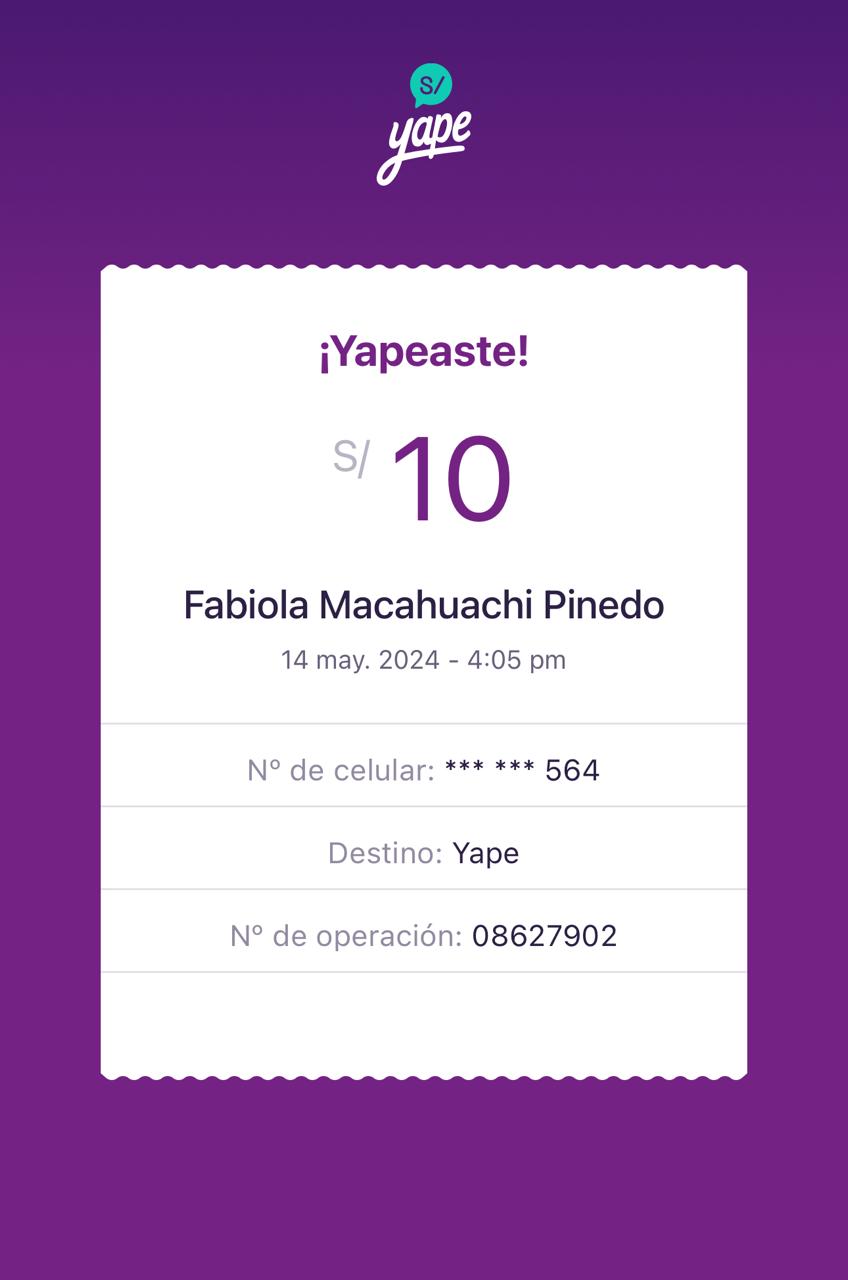 S/
yape
¡Yapeaste!
S/ 10
Fabiola Macahuachi Pinedo
14 may. 2024 - 4:05 pm
Nº de celular: *** *** 564
Destino: Yape
Nº de operación: 08627902